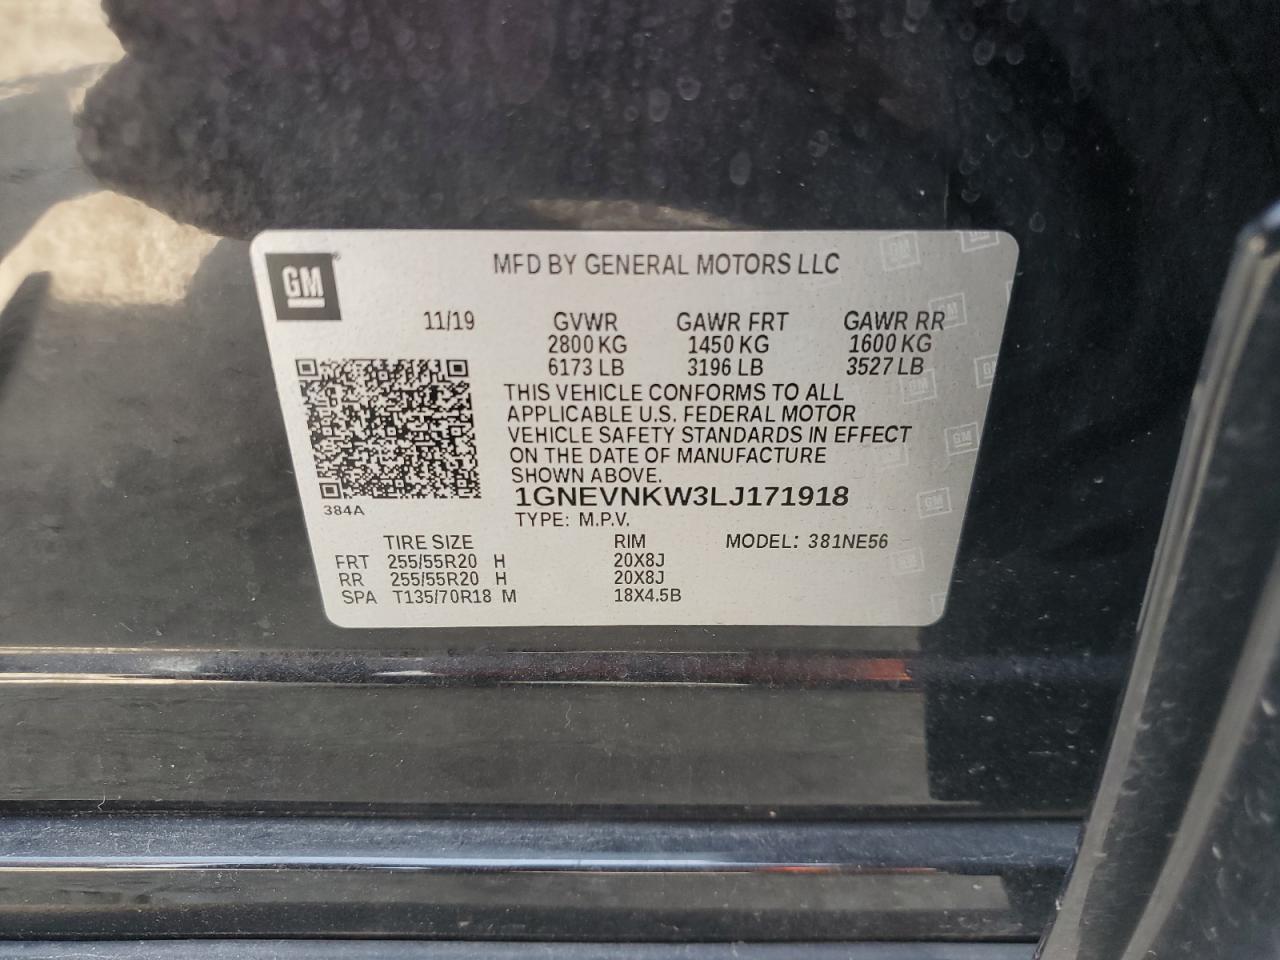 GM
MFD BY GENERAL MOTORS LLC
11/19 GVWR GAWR FRT GAWR RR
2800 KG 1450 KG 1600 KG
6173 LB 3196 LB 3527 LB
THIS VEHICLE CONFORMS TO ALL
APPLICABLE U.S. FEDERAL MOTOR
VEHICLE SAFETY STANDARDS IN EFFECT
ON THE DATE OF MANUFACTURE
SHOWN ABOVE.
1GNEVNKW3LJ171918
384A
TYPE: M.P.V.
TIRE SIZE RIM MODEL: 381NE56
FRT 255/55R20 H 20X8J
RR 255/55R20 H 20X8J
SPA T135/70R18 M 18X4.5B